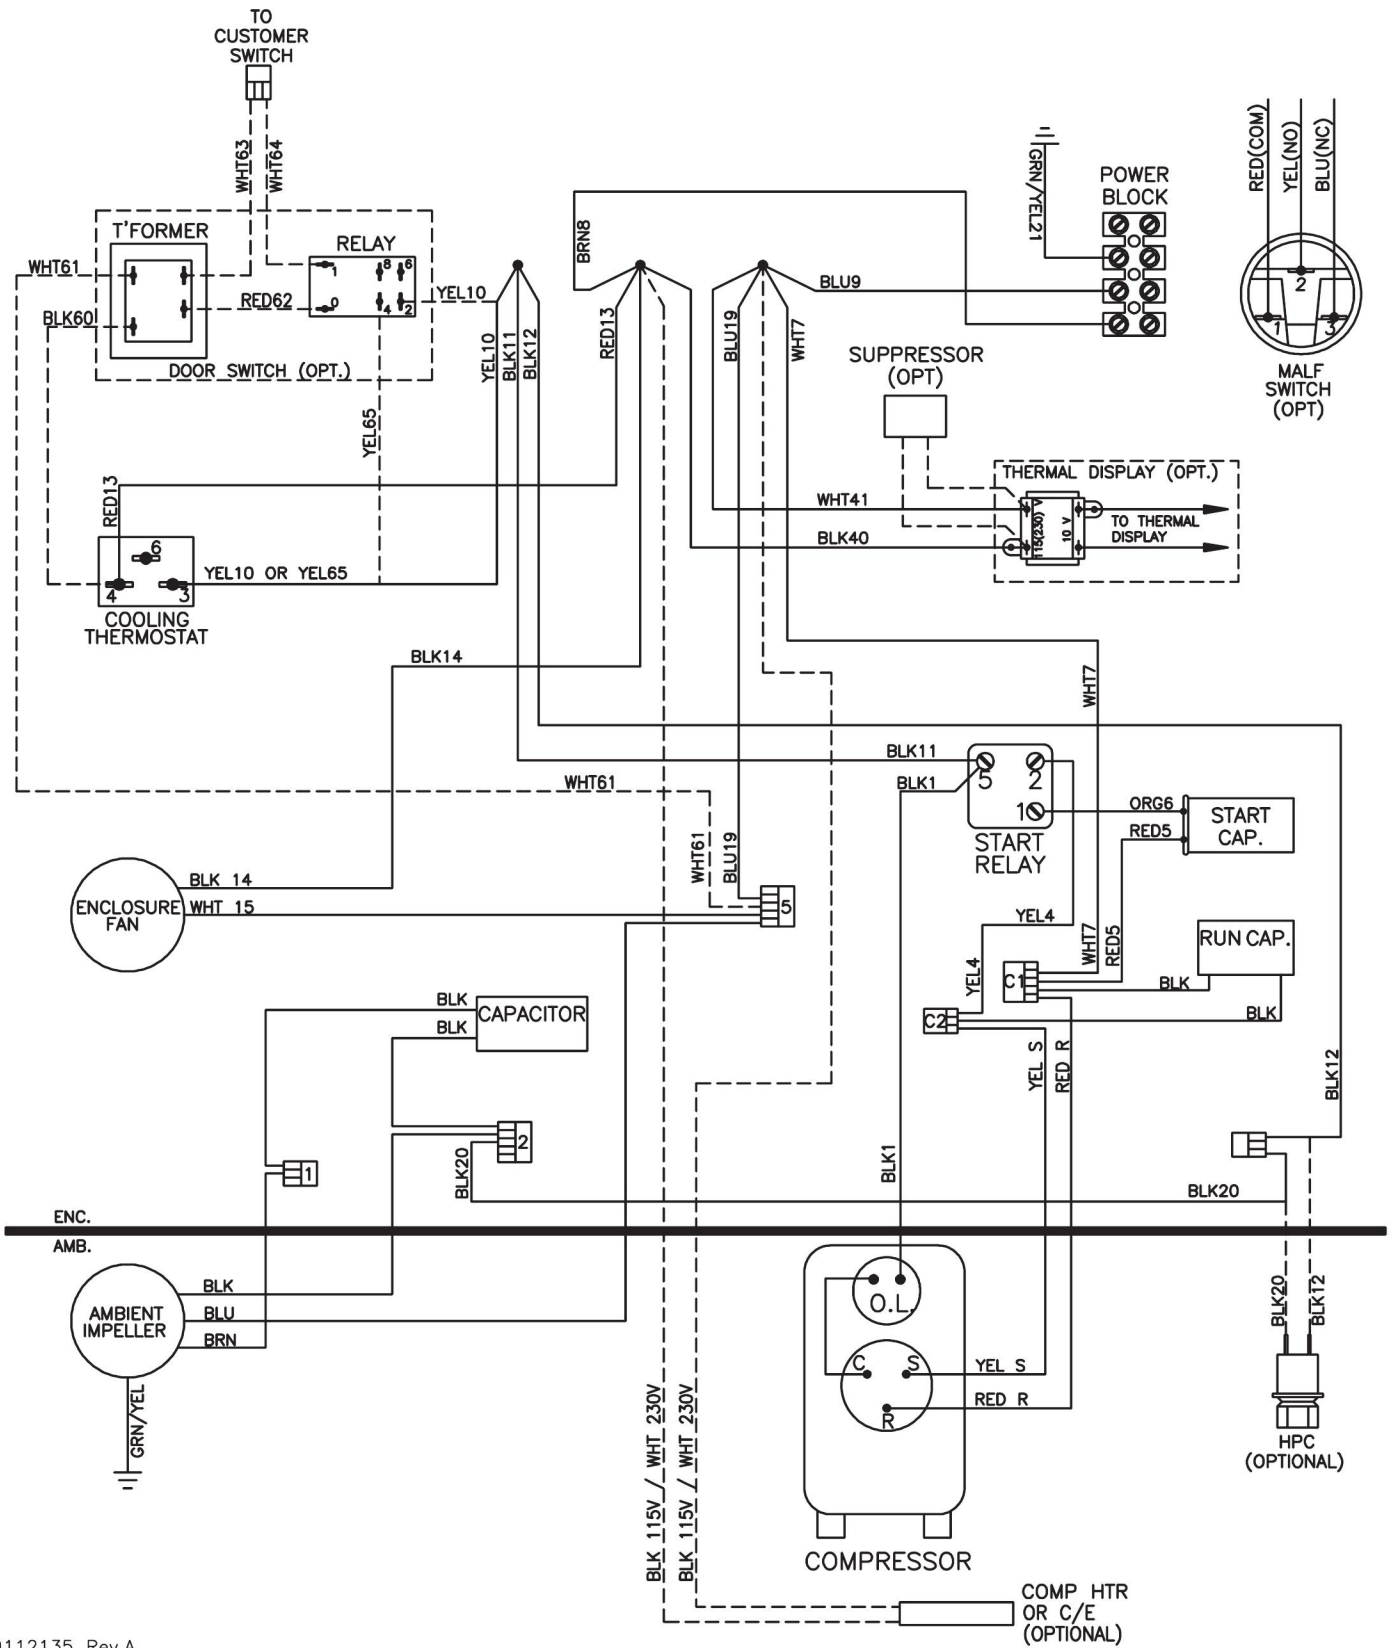 TO
CUSTOMER
SWITCH
WHT63
WHT64
T'FORMER
RELAY
1
8
6
0
4
2
WHT61
RED62
BLK60
DOOR SWITCH (OPT.)
YEL10
YEL10
BLK11
BLK12
YEL65
BRN8
RED13
BLU19
WHT7
BLU9
GRN/YEL21
POWER
BLOCK
RED(COM)
YEL(NO)
BLU(NC)
2
1
3
MALF
SWITCH
(OPT)
SUPPRESSOR
(OPT)
THERMAL DISPLAY (OPT.)
115(230) V
10 V
TO THERMAL
DISPLAY
WHT41
BLK40
RED13
6
4
3
YEL10 OR YEL65
COOLING
THERMOSTAT
BLK14
WHT7
BLK11
BLK1
5
2
1
START
RELAY
ORG6
RED5
START
CAP.
WHT61
WHT61
BLU19
5
ENCLOSURE
FAN
BLK 14
WHT 15
YEL4
YEL4
WHT7
RED5
RUN CAP.
C1
BLK
C2
BLK
BLK
BLK
CAPACITOR
YEL S
RED R
BLK12
2
1
BLK20
BLK1
BLK20
ENC.
AMB.
AMBIENT
IMPELLER
BLK
BLU
BRN
GRN/YEL
O.L.
C
S
R
YEL S
RED R
BLK20
BLK12
HPC
(OPTIONAL)
BLK 115V / WHT 230V
BLK 115V / WHT 230V
COMPRESSOR
COMP HTR
OR C/E
(OPTIONAL)
112135 Rev A